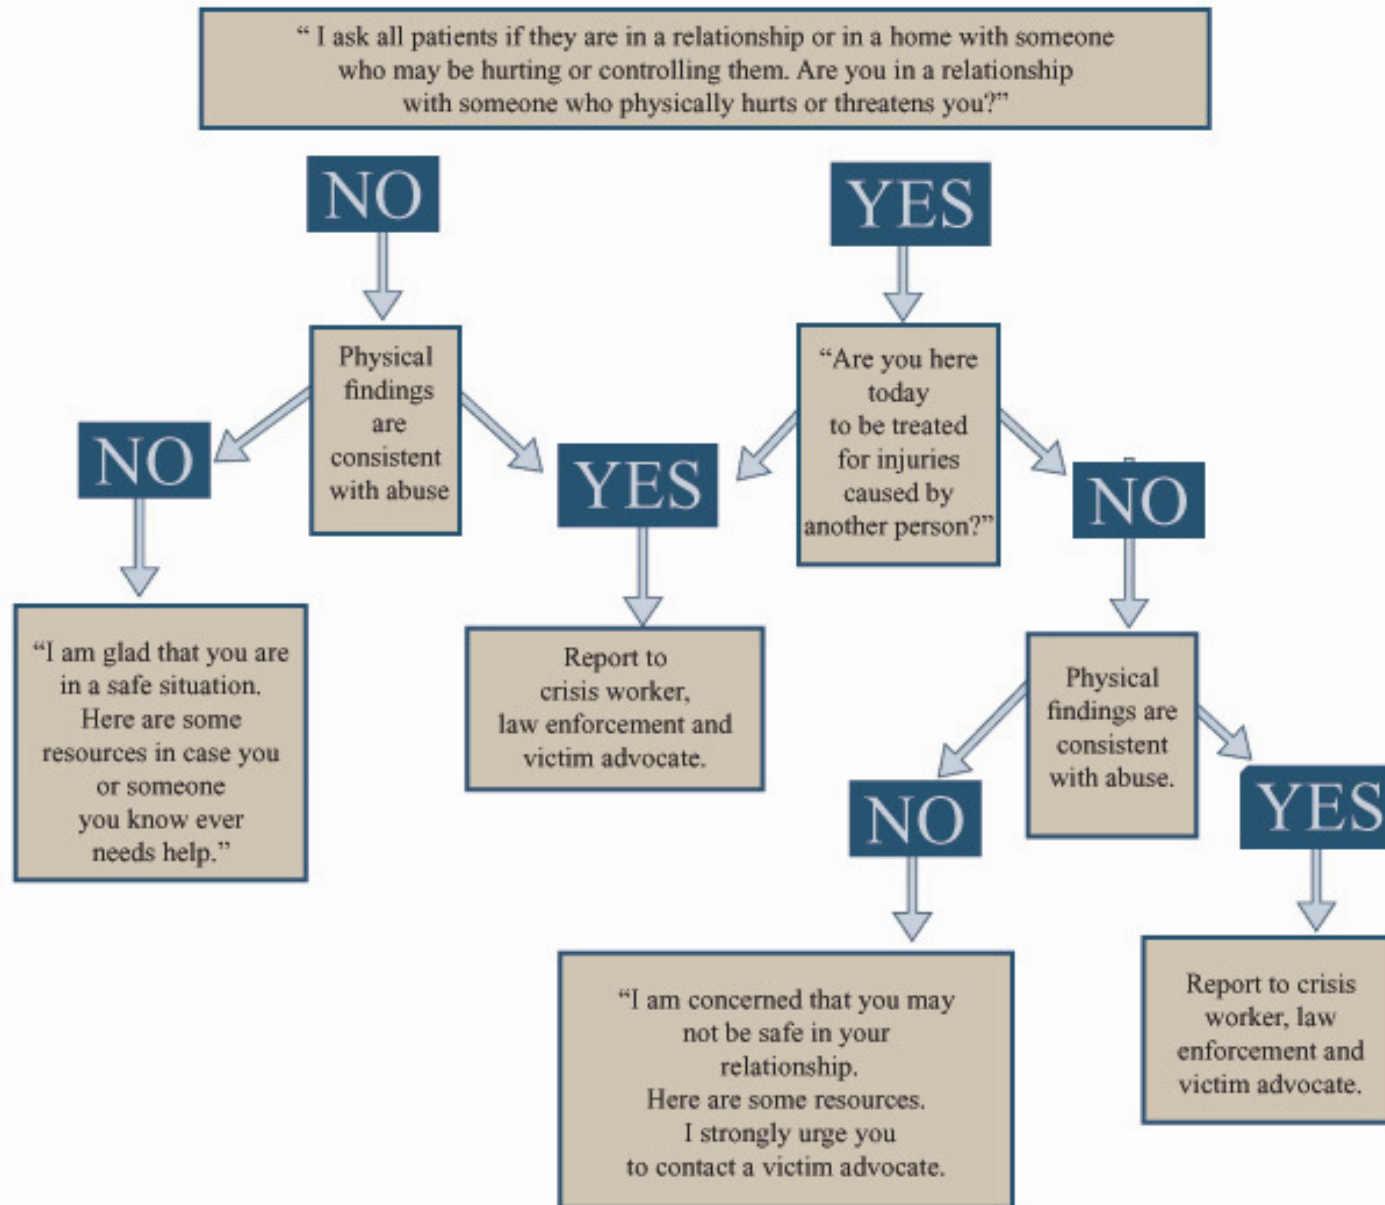 “ I ask all patients if they are in a relationship or in a home with someone
who may be hurting or controlling them. Are you in a relationship
with someone who physically hurts or threatens you?”
NO
YES
Physical
findings
are
consistent
with abuse
“Are you here
today
to be treated
for injuries
caused by
another person?”
NO
YES
NO
“I am glad that you are
in a safe situation.
Here are some
resources in case you
or someone
you know ever
needs help.”
Report to
crisis worker,
law enforcement and
victim advocate.
Physical
findings are
consistent
with abuse.
NO
YES
“I am concerned that you may
not be safe in your
relationship.
Here are some resources.
I strongly urge you
to contact a victim advocate.
Report to crisis
worker, law
enforcement and
victim advocate.